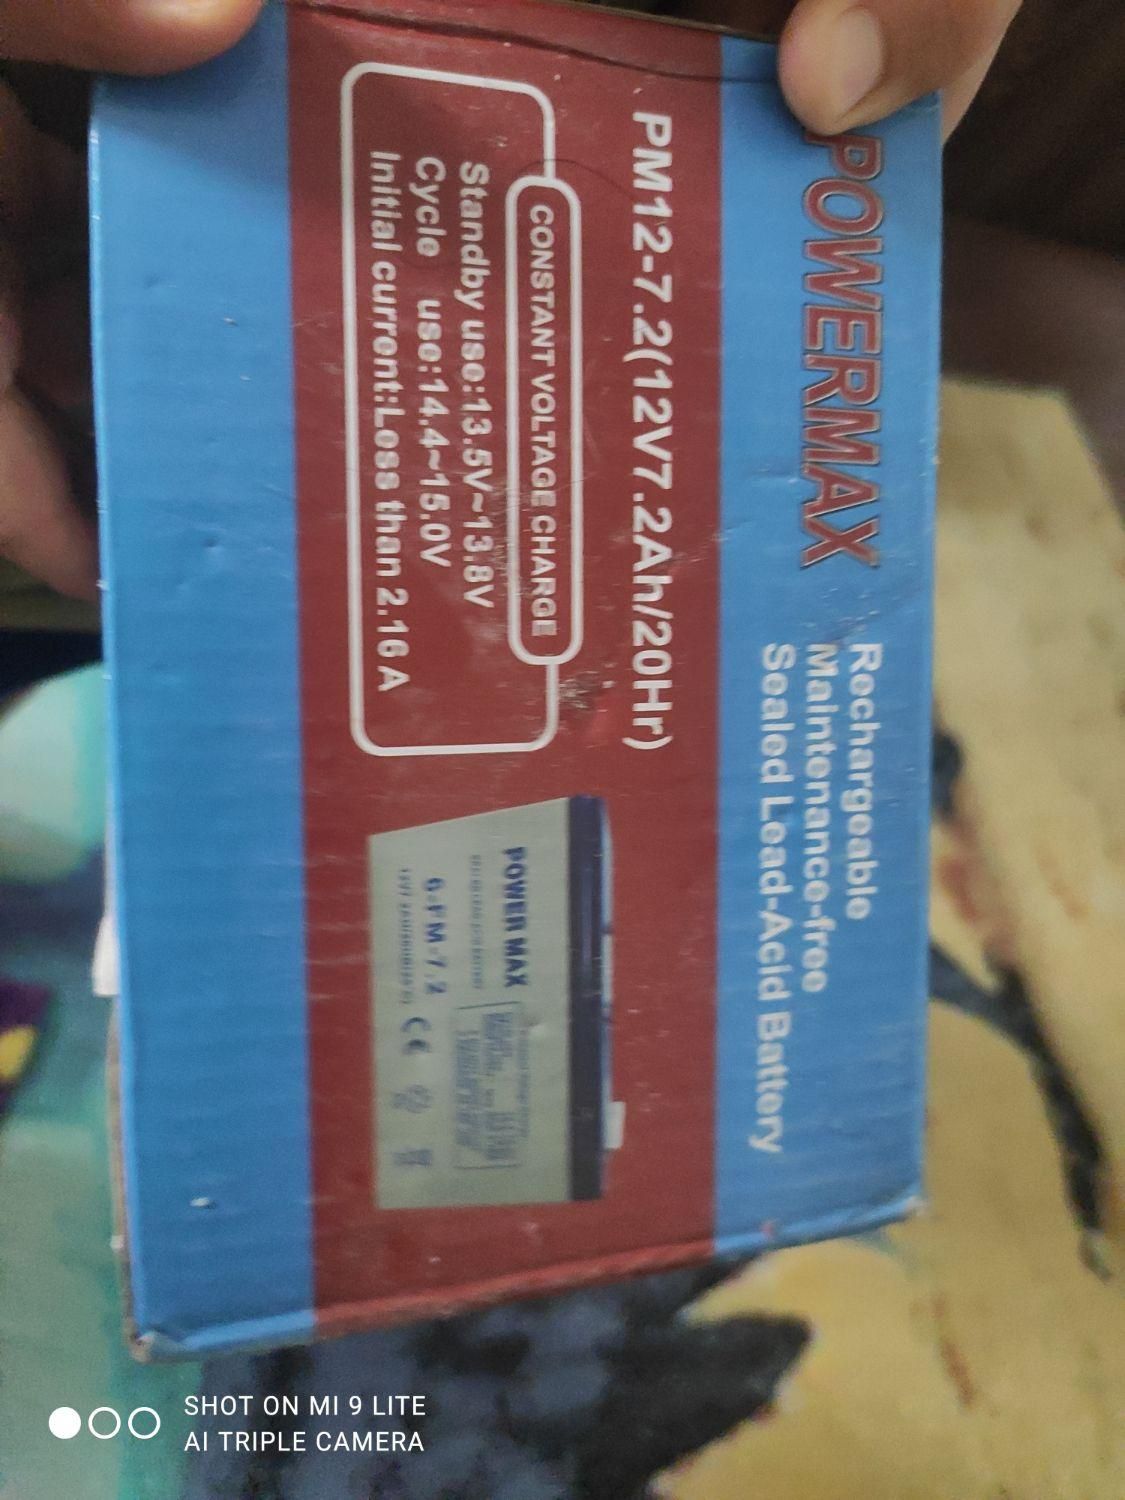 POWERMAX
Rechargeable
Maintenance-free
Sealed Lead-Acid Battery
PM12-7.2(12V7.2Ah/20Hr)
CONSTANT VOLTAGE CHARGE
Standby use:13.5V~13.8V
Cycle use:14.4~15.0V
Initial current:Less than 2.16 A
POWER MAX
6-FM-7.2
CE
SHOT ON MI 9 LITE
AI TRIPLE CAMERA